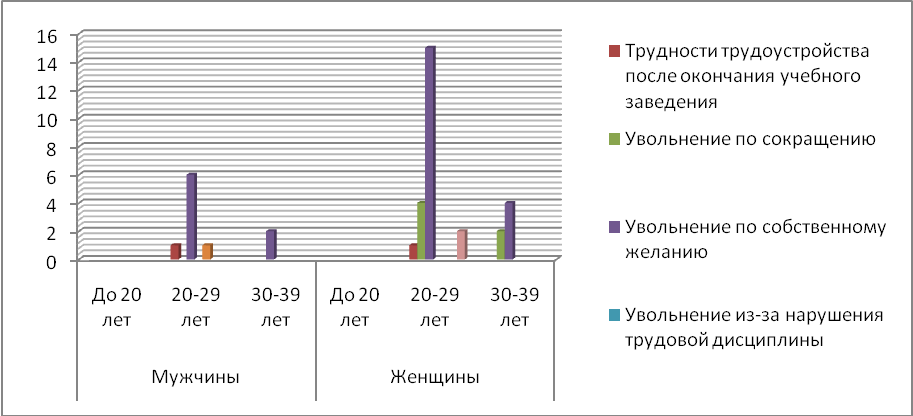 16
14
12
10
8
6
4
2
0
До 20
лет
20-29
лет
30-39
лет
До 20
лет
20-29
лет
30-39
лет
Мужчины
Женщины
Трудности трудоустройства
после окончания учебного
заведения
Увольнение по сокращению
Увольнение по собственному
желанию
Увольнение из-за нарушения
трудовой дисциплины